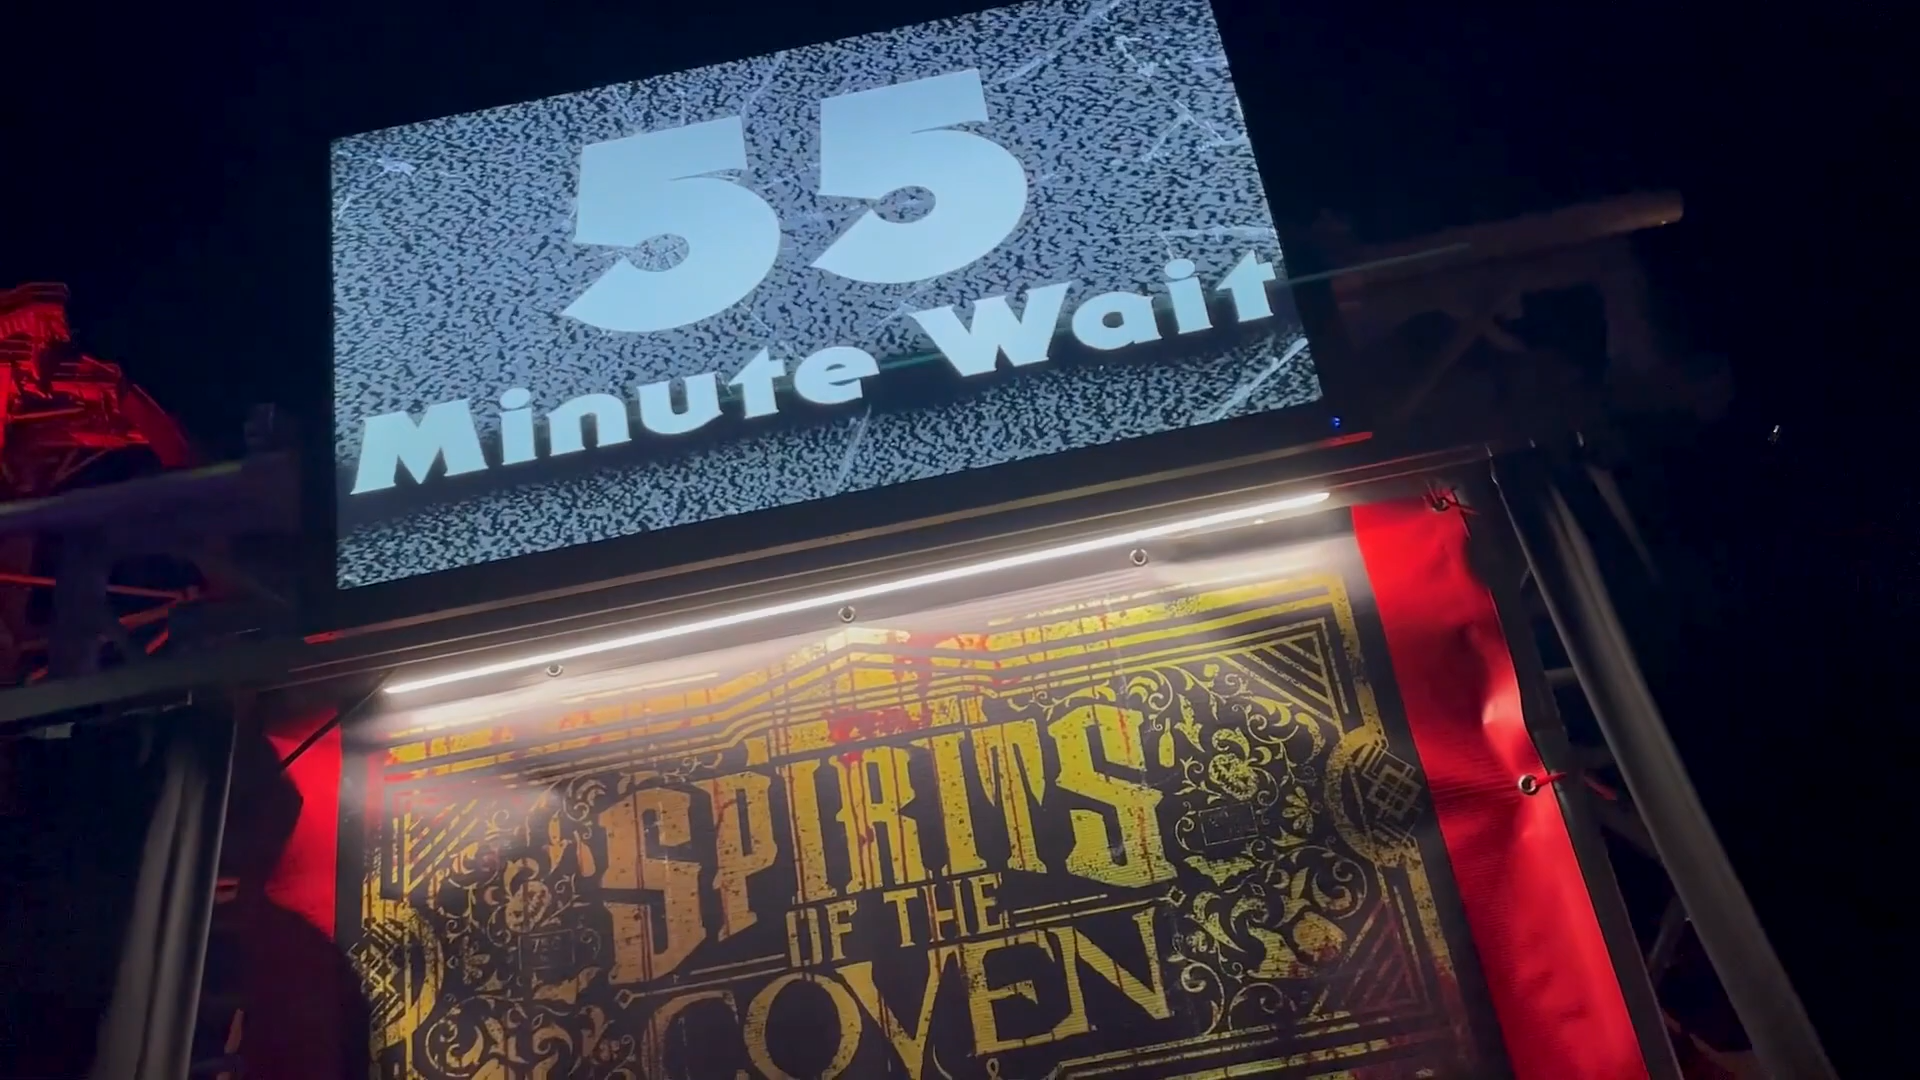 55
Minute Wait
SPIRITS
OF THE
COVEN